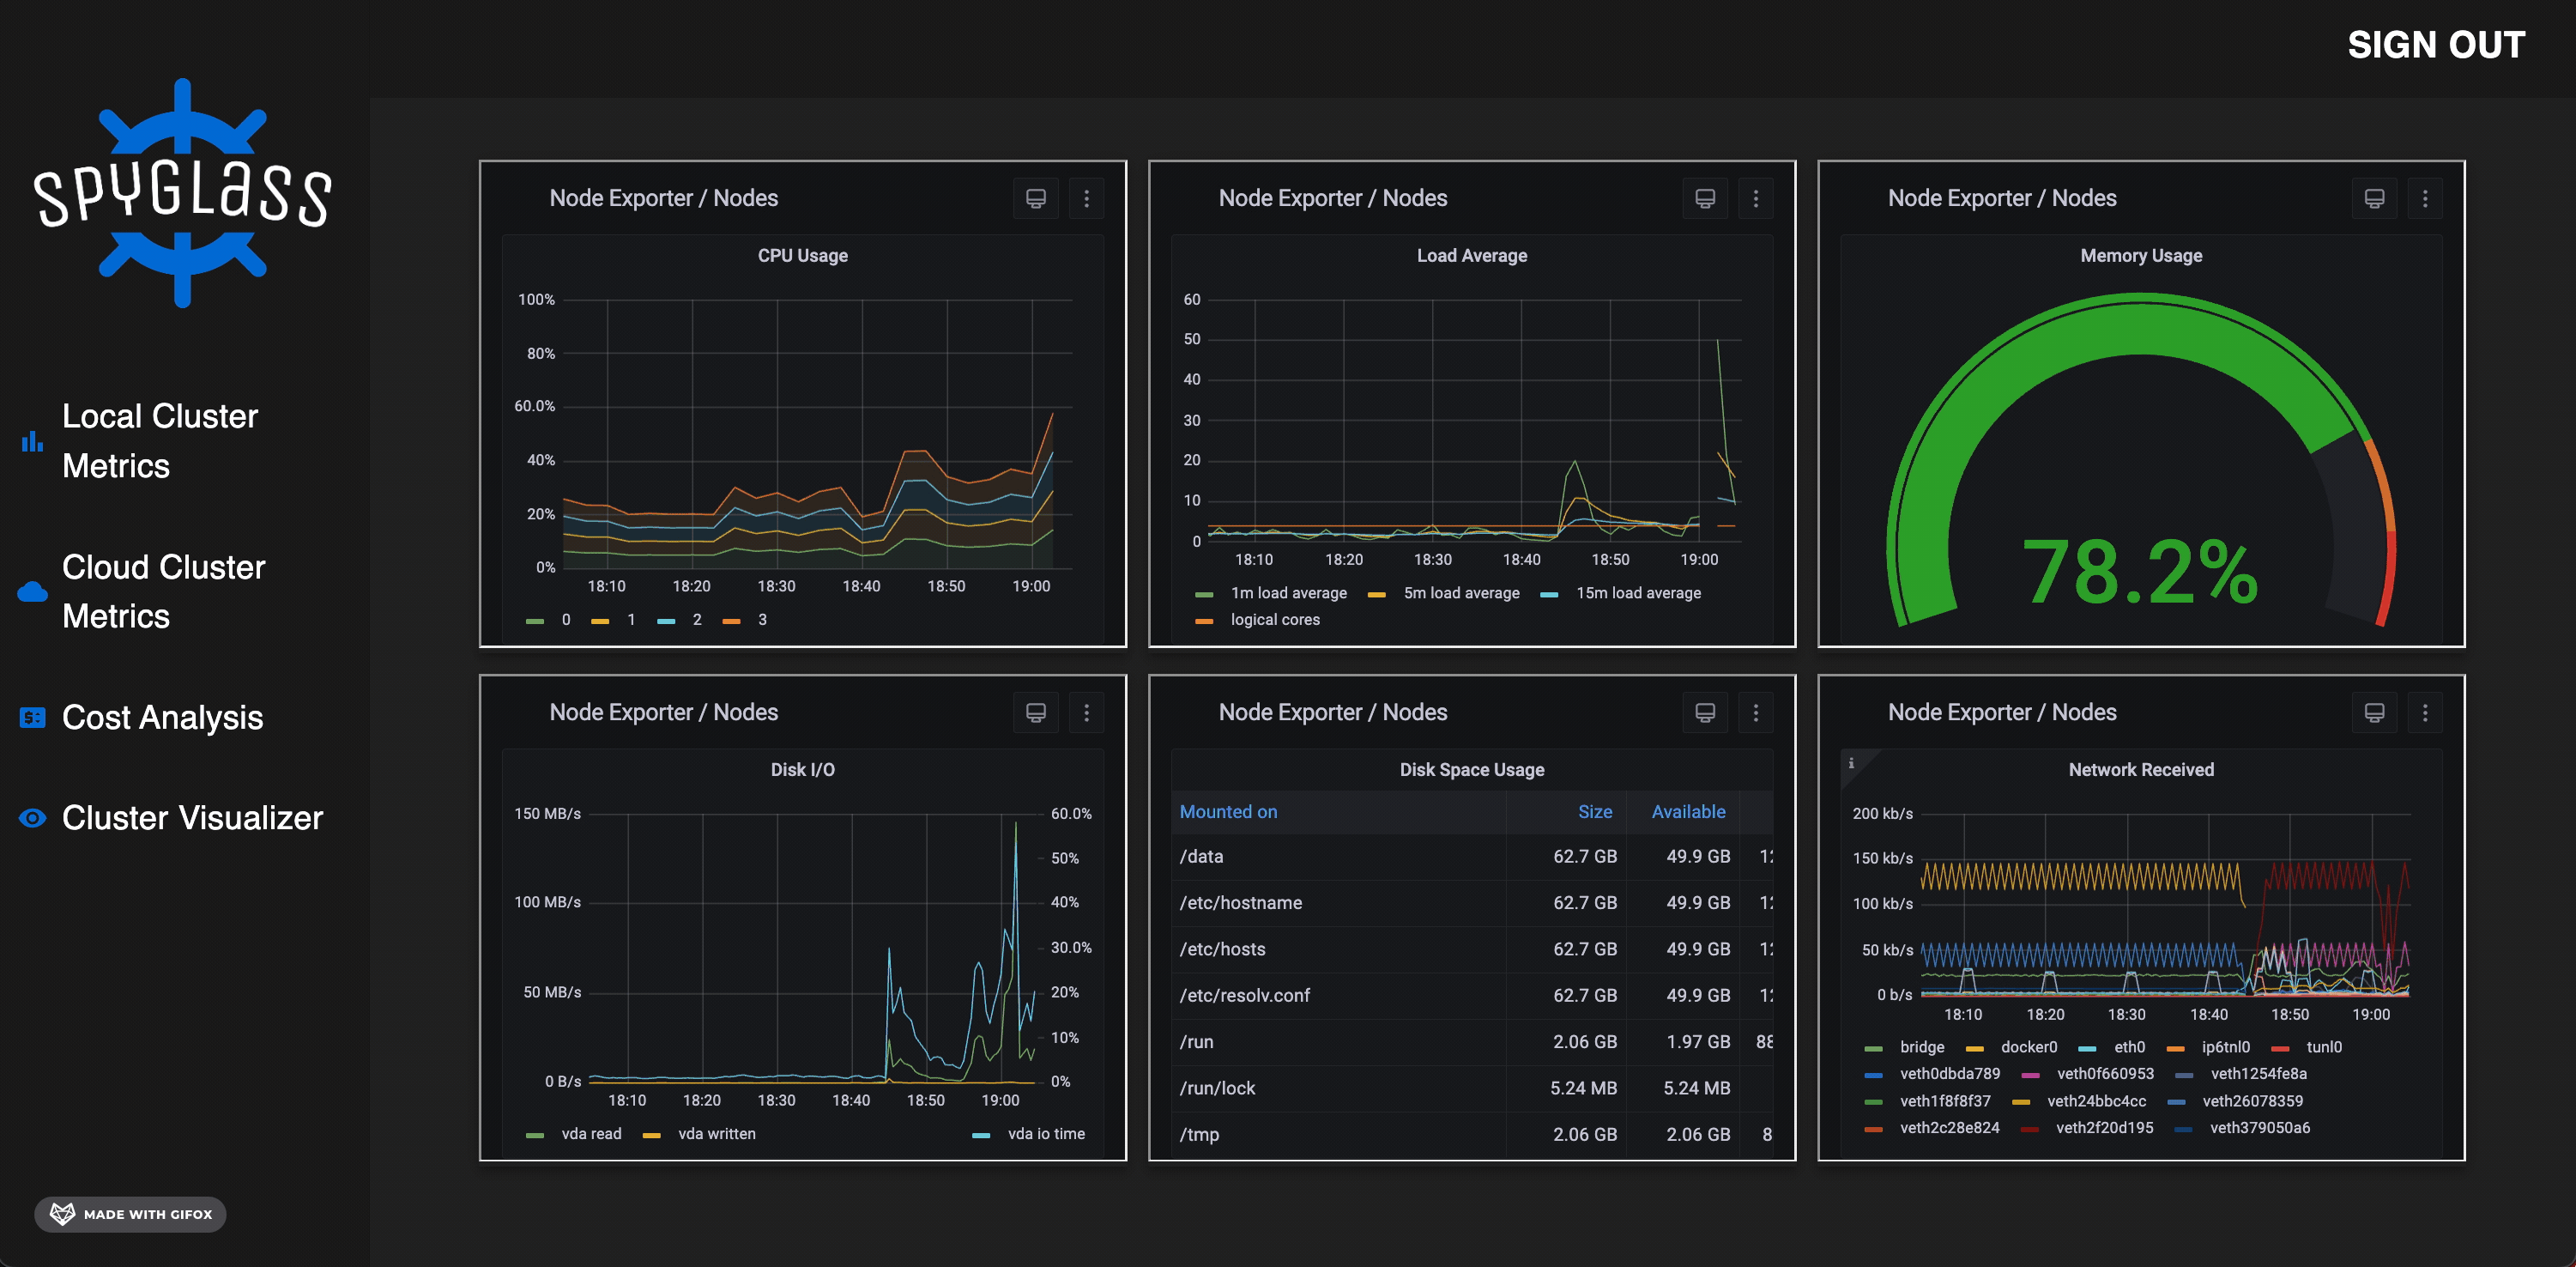 SIGN OUT
SPYGLASS
Local Cluster
Metrics
Cloud Cluster
Metrics
Cost Analysis
Cluster Visualizer
MADE WITH GIFOX
Node Exporter / Nodes
CPU Usage
100%
80%
60.0%
40%
20%
0%
18:10 18:20 18:30 18:40 18:50 19:00
0 1 2 3
Node Exporter / Nodes
Load Average
60
50
40
30
20
10
0
18:10 18:20 18:30 18:40 18:50 19:00
1m load average 5m load average 15m load average
logical cores
Node Exporter / Nodes
Memory Usage
78.2%
Node Exporter / Nodes
Disk I/O
150 MB/s 60.0%
50%
100 MB/s 40%
30.0%
50 MB/s 20%
10%
0 B/s 0%
18:10 18:20 18:30 18:40 18:50 19:00
vda read vda written vda io time
Node Exporter / Nodes
Disk Space Usage
Mounted on Size Available
/data 62.7 GB 49.9 GB 12
/etc/hostname 62.7 GB 49.9 GB 12
/etc/hosts 62.7 GB 49.9 GB 12
/etc/resolv.conf 62.7 GB 49.9 GB 12
/run 2.06 GB 1.97 GB 88
/run/lock 5.24 MB 5.24 MB
/tmp 2.06 GB 2.06 GB 8
Node Exporter / Nodes
i
Network Received
200 kb/s
150 kb/s
100 kb/s
50 kb/s
0 b/s
18:10 18:20 18:30 18:40 18:50 19:00
bridge docker0 eth0 ip6tnl0 tunl0
veth0dbda789 veth0f660953 veth1254fe8a
veth1f8f8f37 veth24bbc4cc veth26078359
veth2c28e824 veth2f20d195 veth379050a6